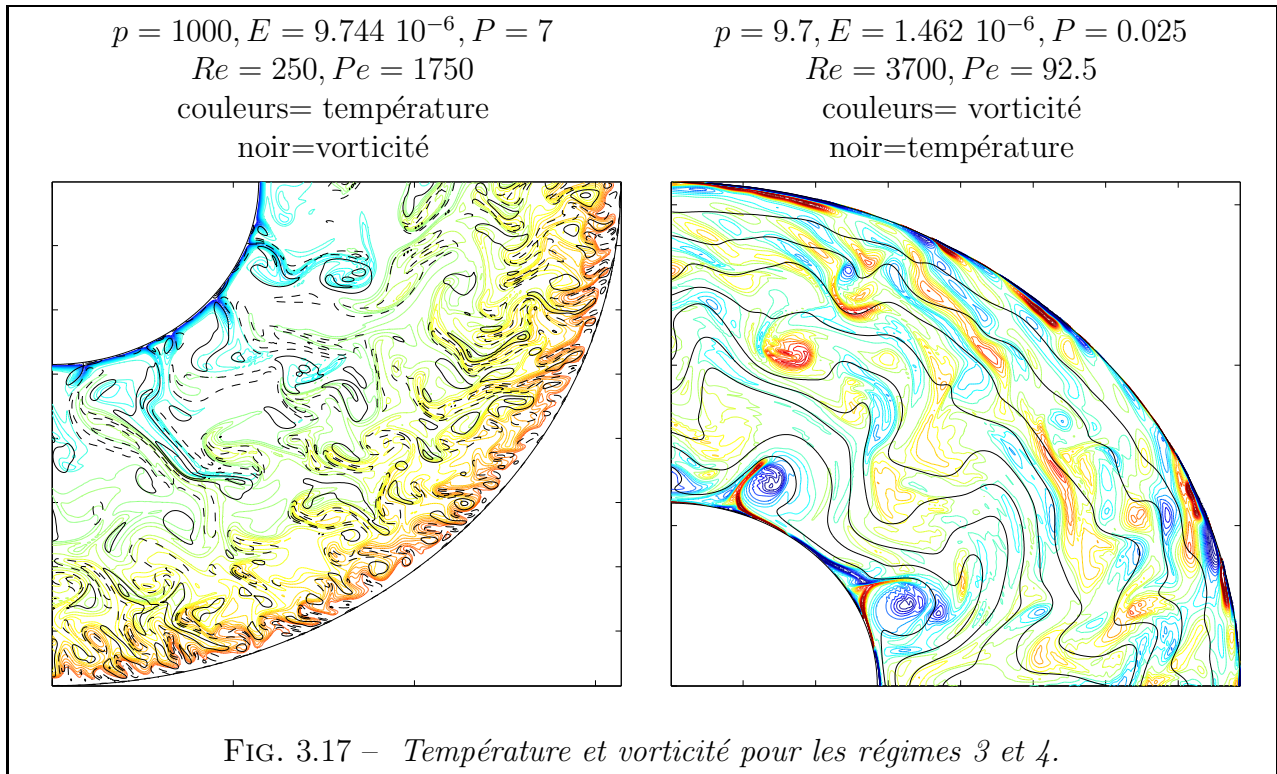 p = 1000, E = 9.744 10⁻⁶, P = 7
Re = 250, Pe = 1750
couleurs= température
noir=vorticité
p = 9.7, E = 1.462 10⁻⁶, P = 0.025
Re = 3700, Pe = 92.5
couleurs= vorticité
noir=température
FIG. 3.17 – Température et vorticité pour les régimes 3 et 4.